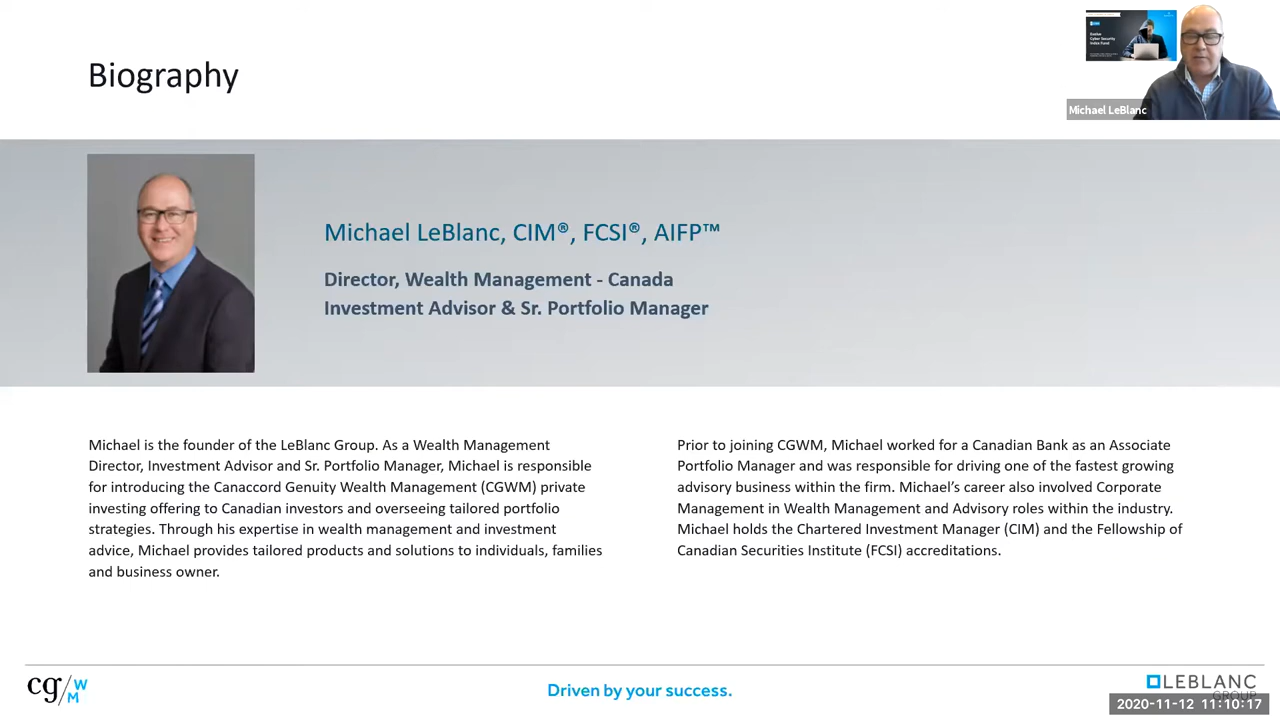 Biography
Michael LeBlanc
Michael LeBlanc, CIM®, FCSI®, AIFP™
Director, Wealth Management - Canada
Investment Advisor & Sr. Portfolio Manager
Michael is the founder of the LeBlanc Group. As a Wealth Management
Director, Investment Advisor and Sr. Portfolio Manager, Michael is responsible
for introducing the Canaccord Genuity Wealth Management (CGWM) private
investing offering to Canadian investors and overseeing tailored portfolio
strategies. Through his expertise in wealth management and investment
advice, Michael provides tailored products and solutions to individuals, families
and business owner.
Prior to joining CGWM, Michael worked for a Canadian Bank as an Associate
Portfolio Manager and was responsible for driving one of the fastest growing
advisory business within the firm. Michael’s career also involved Corporate
Management in Wealth Management and Advisory roles within the industry.
Michael holds the Chartered Investment Manager (CIM) and the Fellowship of
Canadian Securities Institute (FCSI) accreditations.
cg/WM
Driven by your success.
LEBLANC
GROUP
2020-11-12 11:10:17